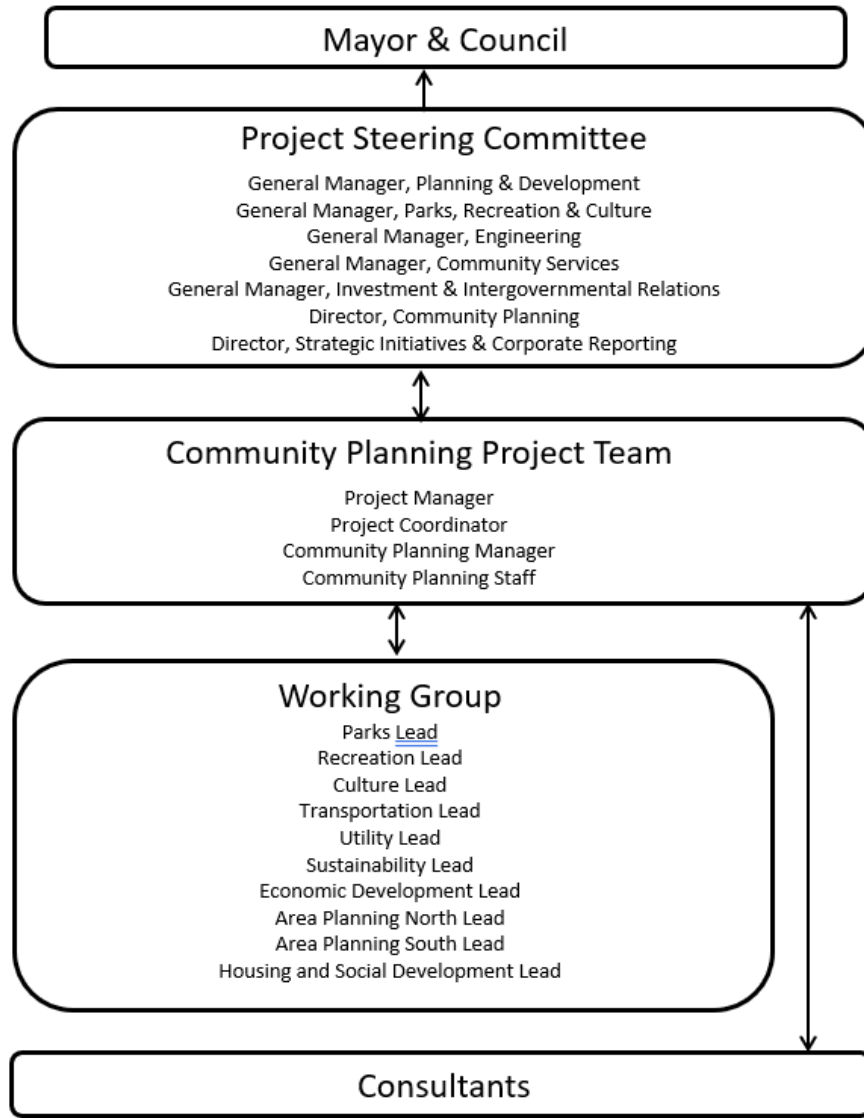 Mayor & Council
Project Steering Committee
General Manager, Planning & Development
General Manager, Parks, Recreation & Culture
General Manager, Engineering
General Manager, Community Services
General Manager, Investment & Intergovernmental Relations
Director, Community Planning
Director, Strategic Initiatives & Corporate Reporting
Community Planning Project Team
Project Manager
Project Coordinator
Community Planning Manager
Community Planning Staff
Working Group
Parks Lead
Recreation Lead
Culture Lead
Transportation Lead
Utility Lead
Sustainability Lead
Economic Development Lead
Area Planning North Lead
Area Planning South Lead
Housing and Social Development Lead
Consultants